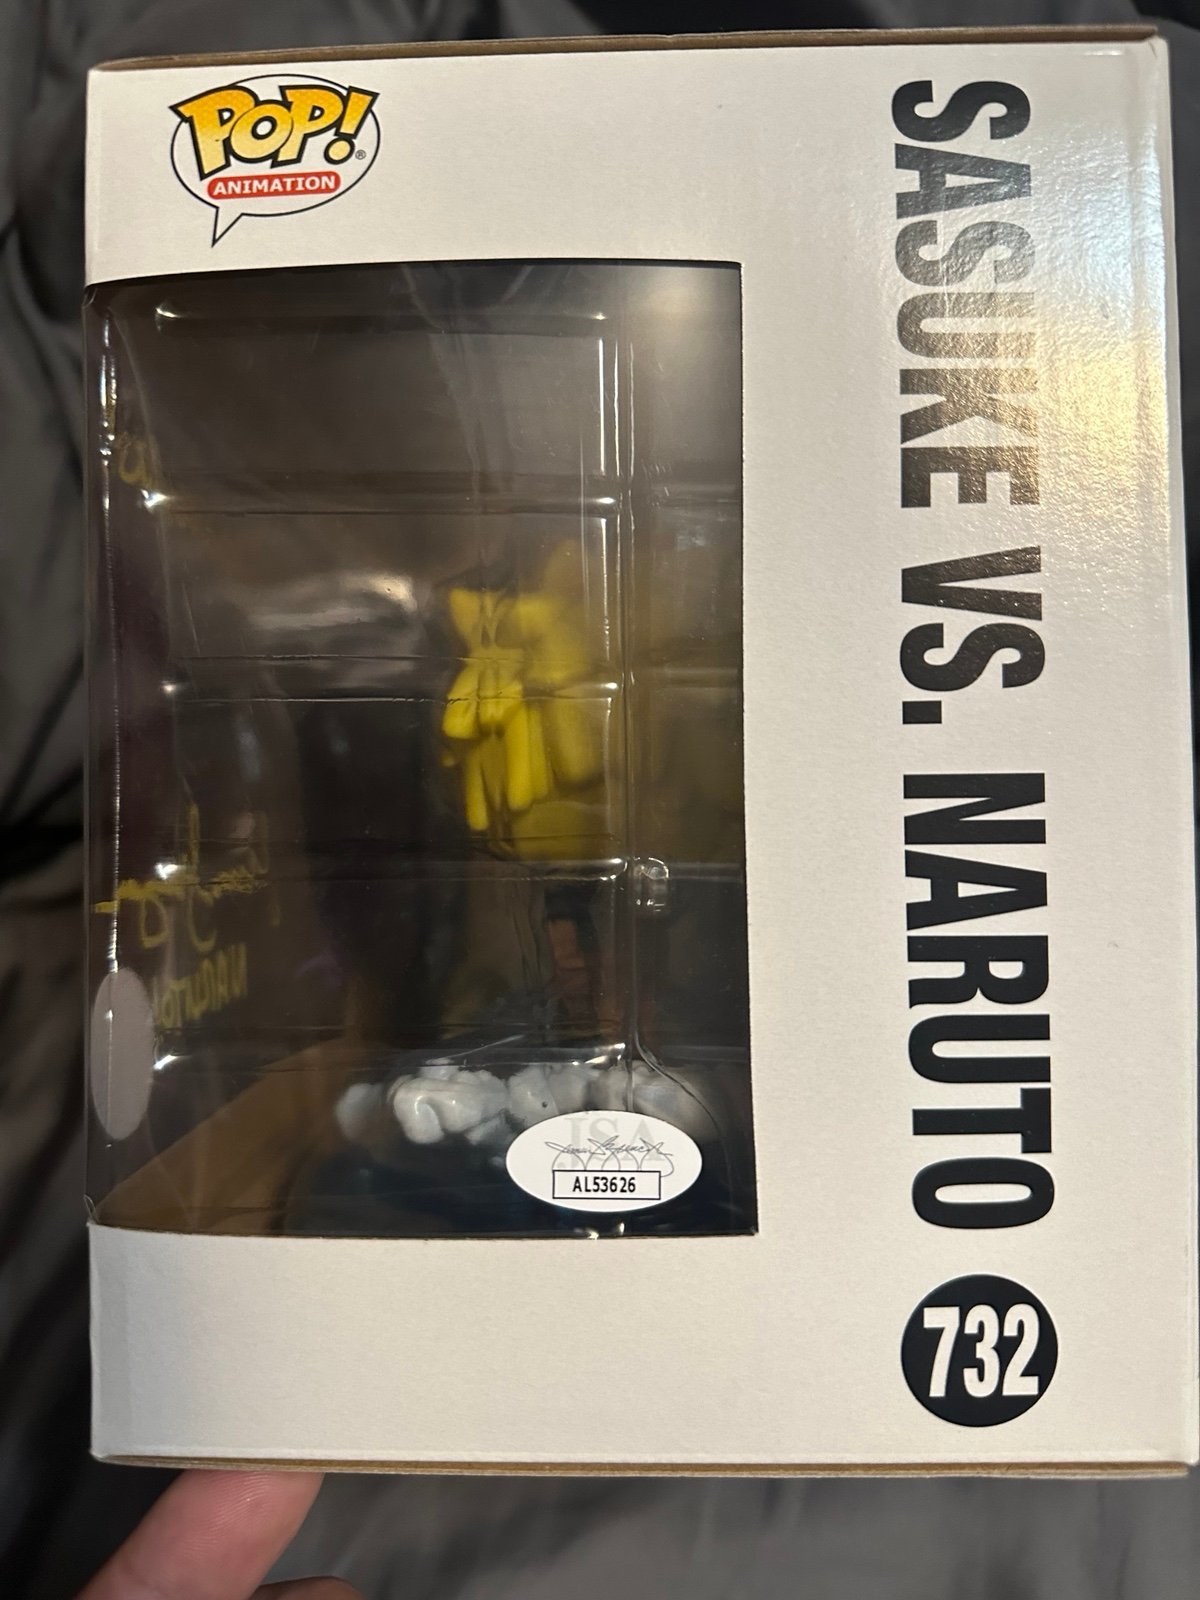 POP!®
ANIMATION
SASUKE VS. NARUTO
732
JSA
AL53626